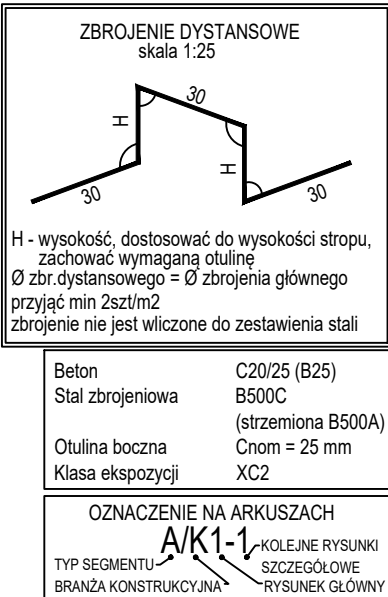 ZBROJENIE DYSTANSOWE
skala 1:25
30
H
H
30
30
H - wysokość, dostosować do wysokości stropu,
zachować wymaganą otulinę
Ø zbr.dystansowego = Ø zbrojenia głównego
przyjąć min 2szt/m2
zbrojenie nie jest wliczone do zestawienia stali
Beton C20/25 (B25)
Stal zbrojeniowa B500C
(strzemiona B500A)
Otulina boczna Cnom = 25 mm
Klasa ekspozycji XC2
OZNACZENIE NA ARKUSZACH
A/K1-1
KOLEJNE RYSUNKI
TYP SEGMENTU SZCZEGÓŁOWE
BRANŻA KONSTRUKCYJNA RYSUNEK GŁÓWNY